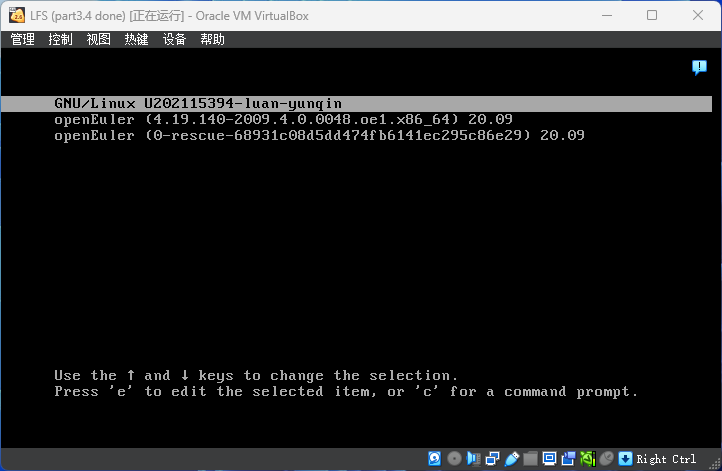 LFS (part3.4 done) [正在运行] - Oracle VM VirtualBox
管理 控制 视图 热键 设备 帮助
GNU/Linux U202115394-luan-yunqin
openEuler (4.19.140-2009.4.0.0048.oe1.x86_64) 20.09
openEuler (0-rescue-68931c08d5dd474fb6141ec295c86e29) 20.09
Use the ↑ and ↓ keys to change the selection.
Press 'e' to edit the selected item, or 'c' for a command prompt.
Right Ctrl